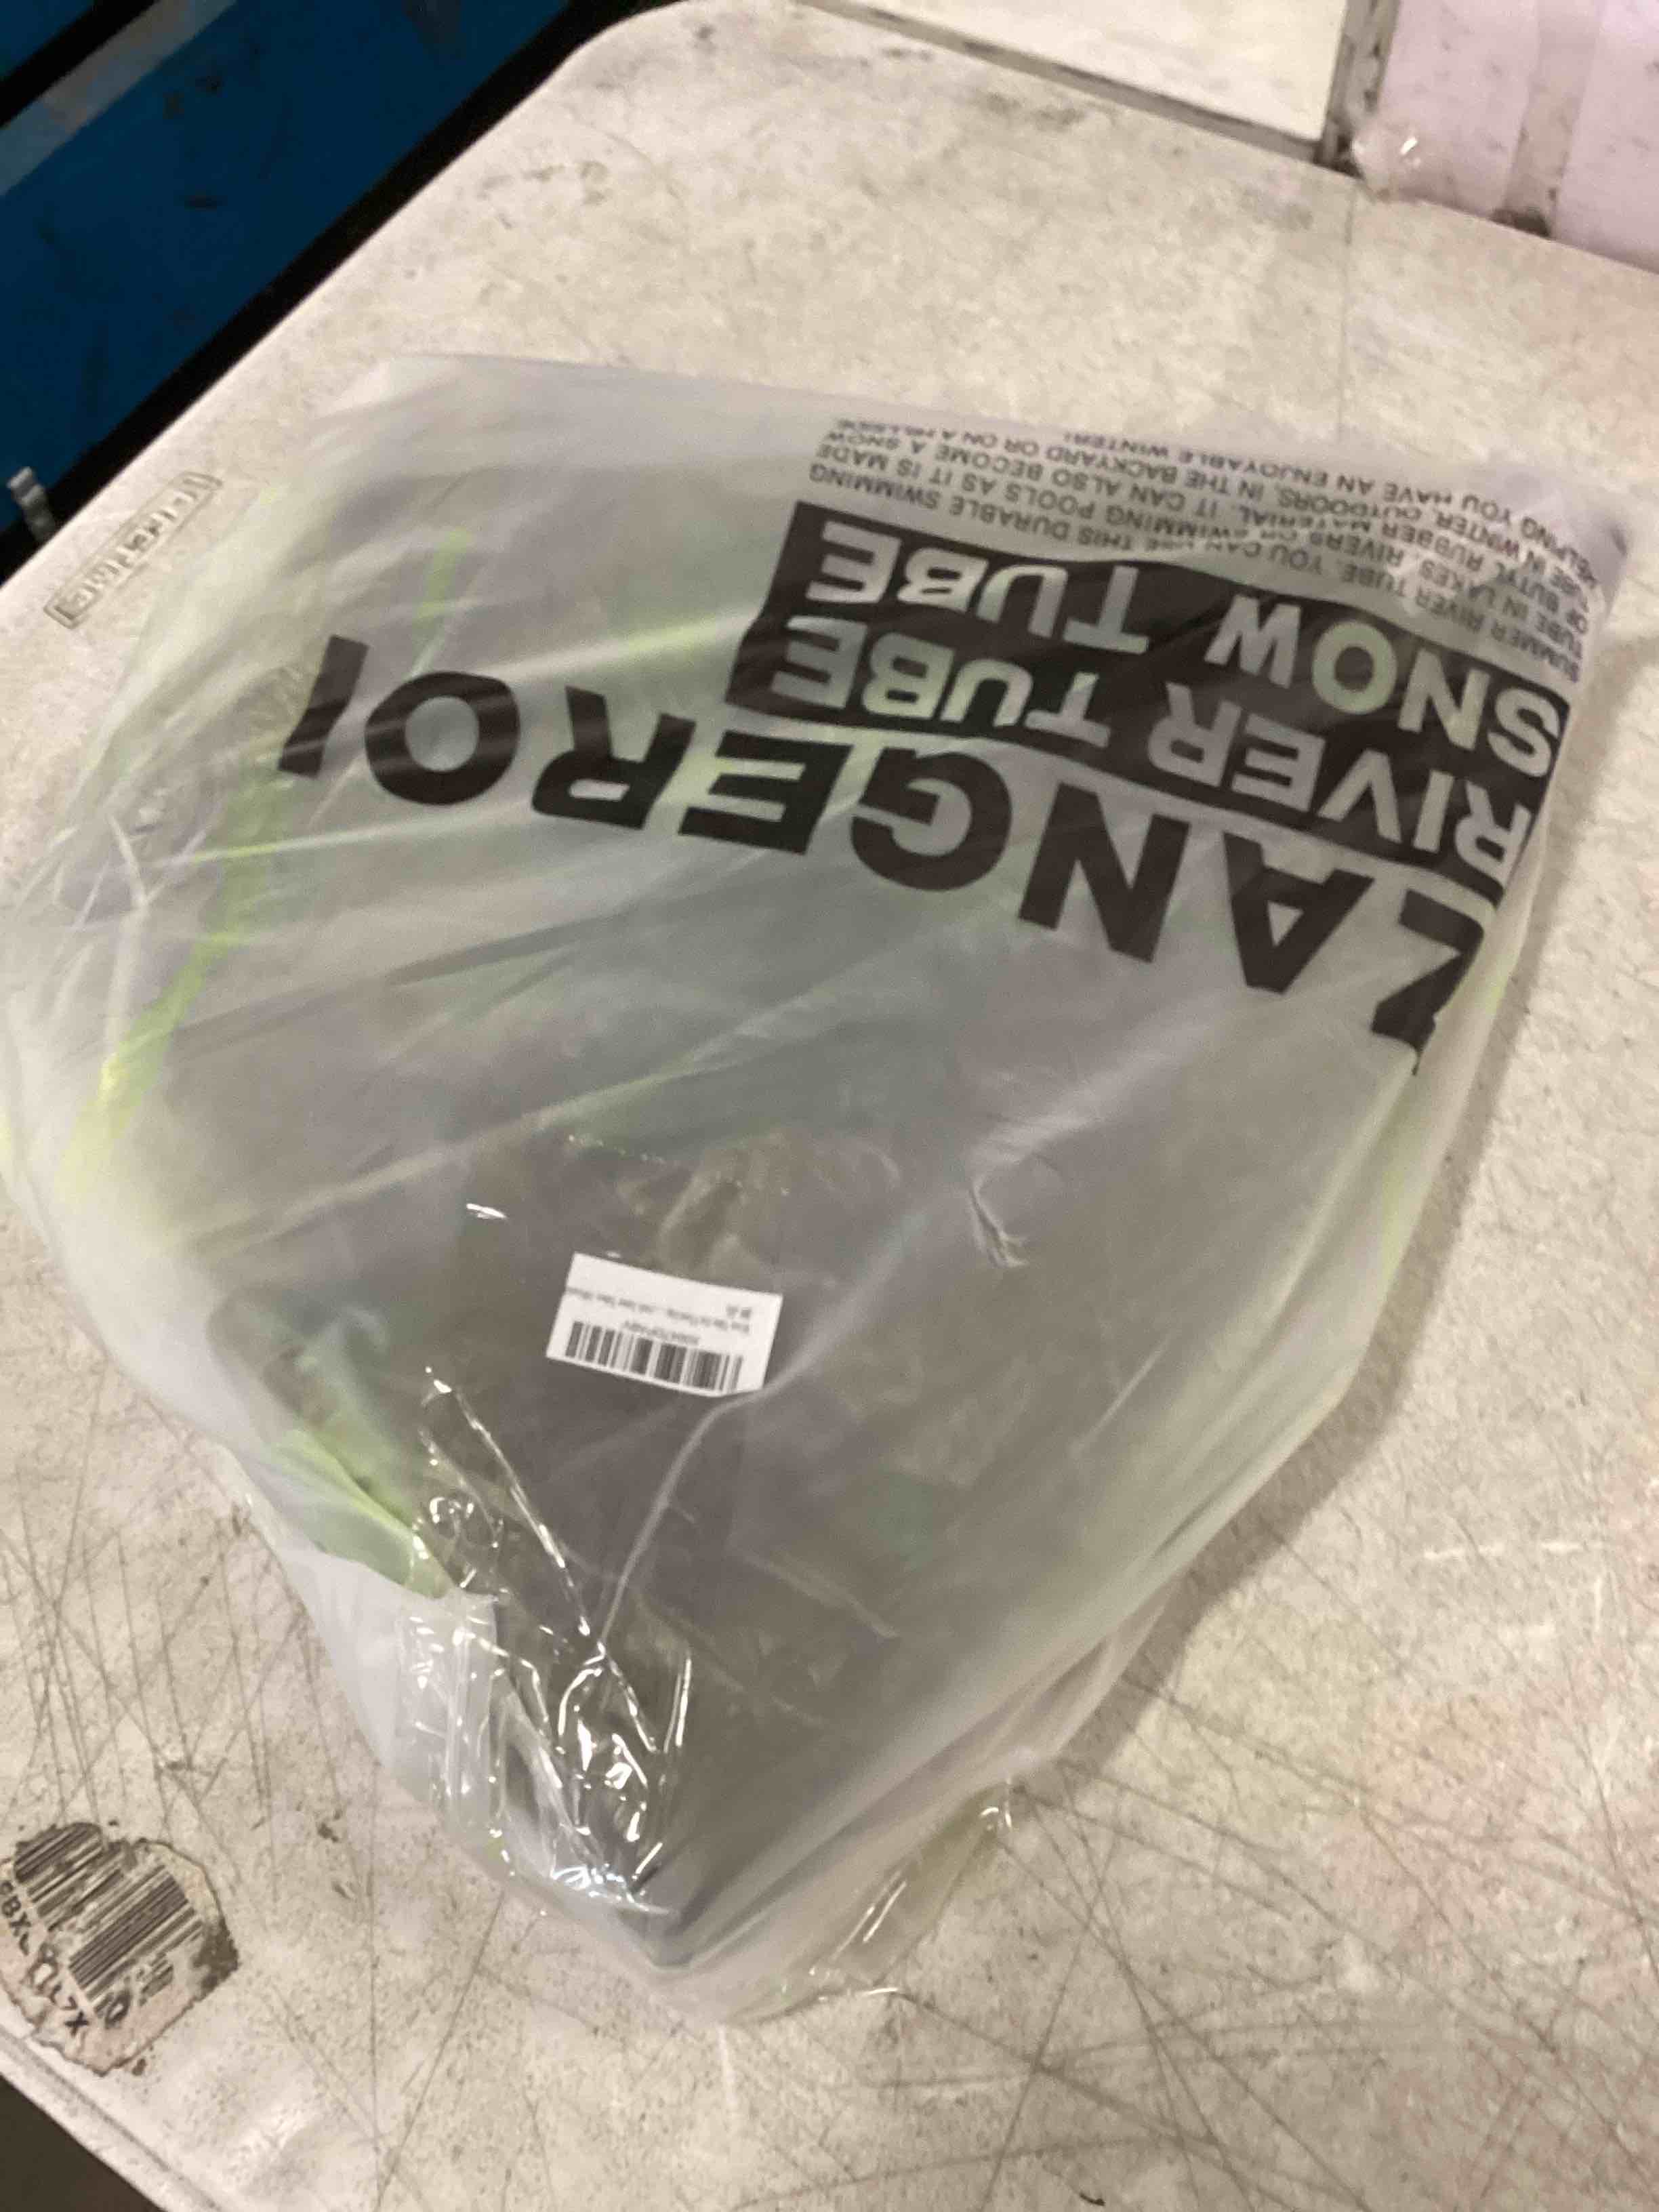 ZANGEROI
RIVER TUBE
SNOW TUBE
SUMMER RIVER TUBE, YOU CAN USE THIS DURABLE SWIMMING
TUBE IN LAKES, RIVERS OR SWIMMING POOLS AS IT IS MADE
OF BUTYL RUBBER MATERIAL. IT CAN ALSO BECOME A SNOW
TUBE IN WINTER, OUTDOORS, IN THE BACKYARD OR ON A HILLSIDE
HELPING YOU HAVE AN ENJOYABLE WINTER!
LIFETIME